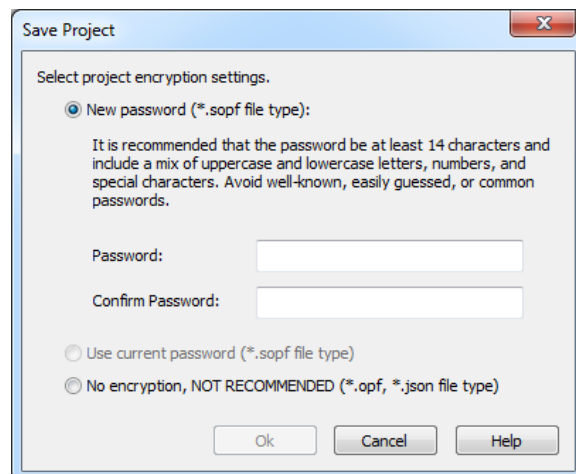 Save Project
Select project encryption settings.
New password (*.sopf file type):
It is recommended that the password be at least 14 characters and
include a mix of uppercase and lowercase letters, numbers, and
special characters. Avoid well-known, easily guessed, or common
passwords.
Password:
Confirm Password:
Use current password (*.sopf file type)
No encryption, NOT RECOMMENDED (*.opf, *.json file type)
Ok Cancel Help